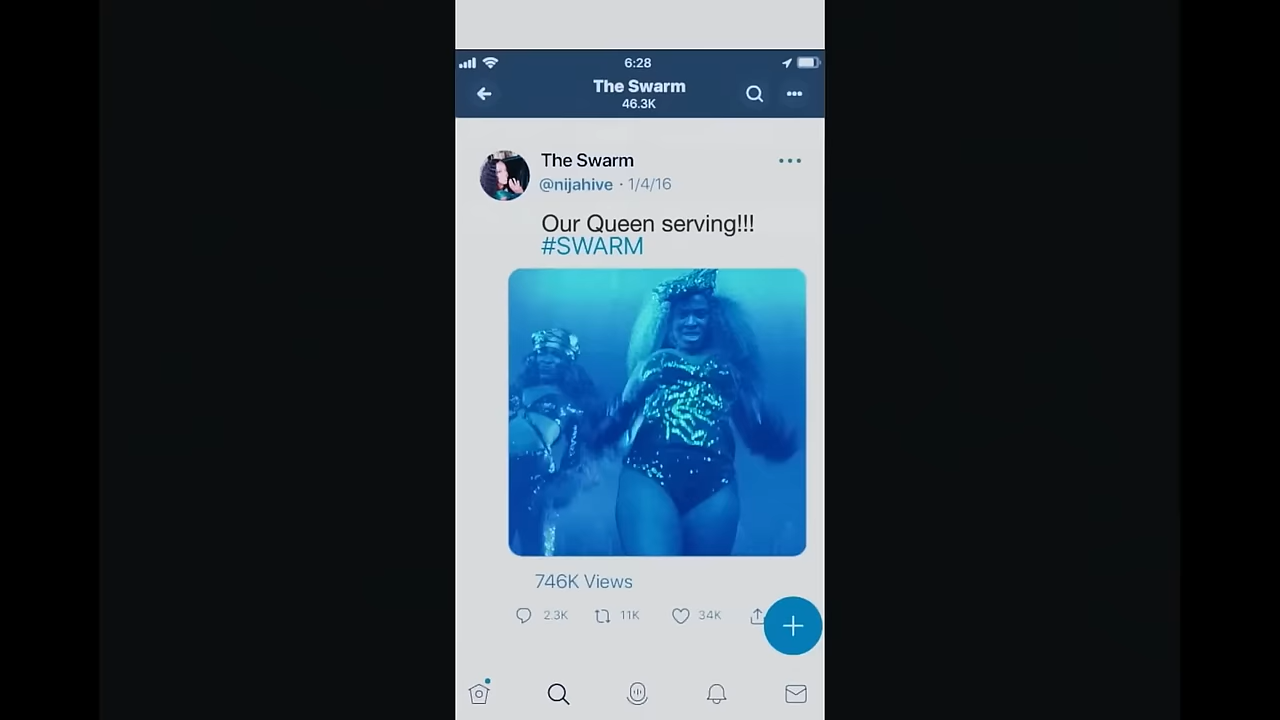 6:28
The Swarm
46.3K
The Swarm
@nijahive · 1/4/16
Our Queen serving!!!
#SWARM
746K Views
2.3K 11K 34K